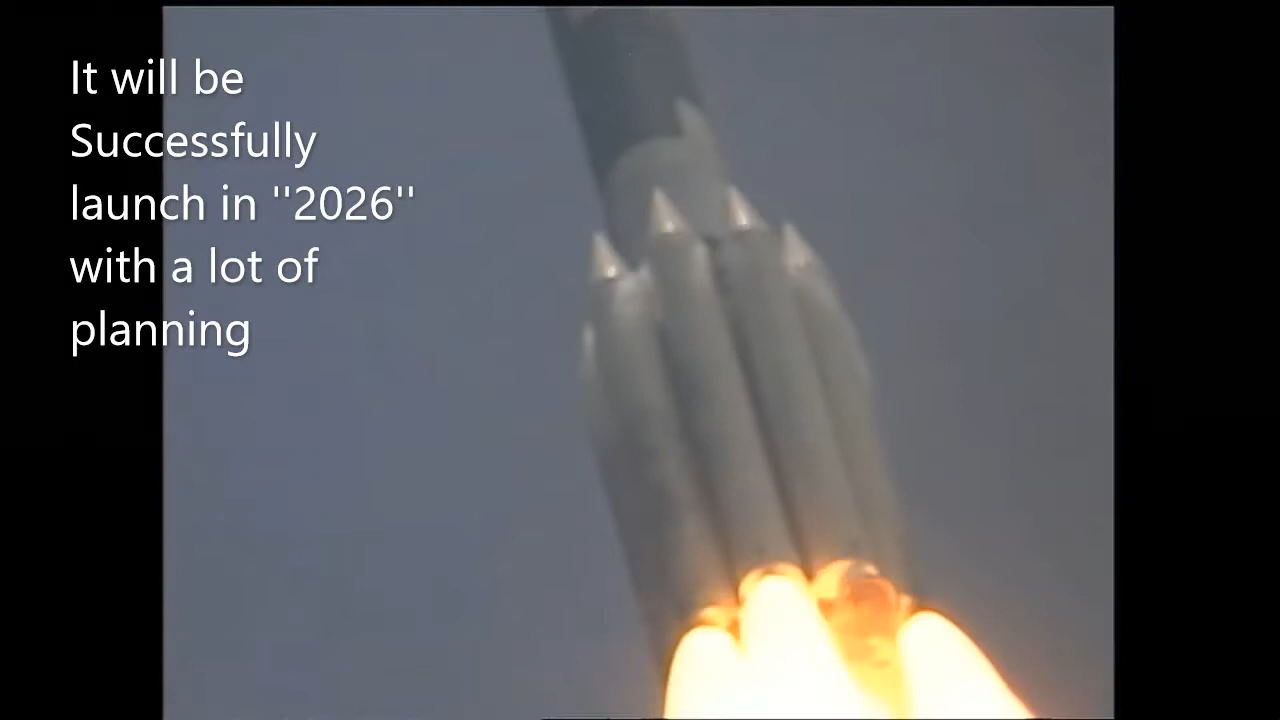 It will be
Successfully
launch in "2026"
with a lot of
planning